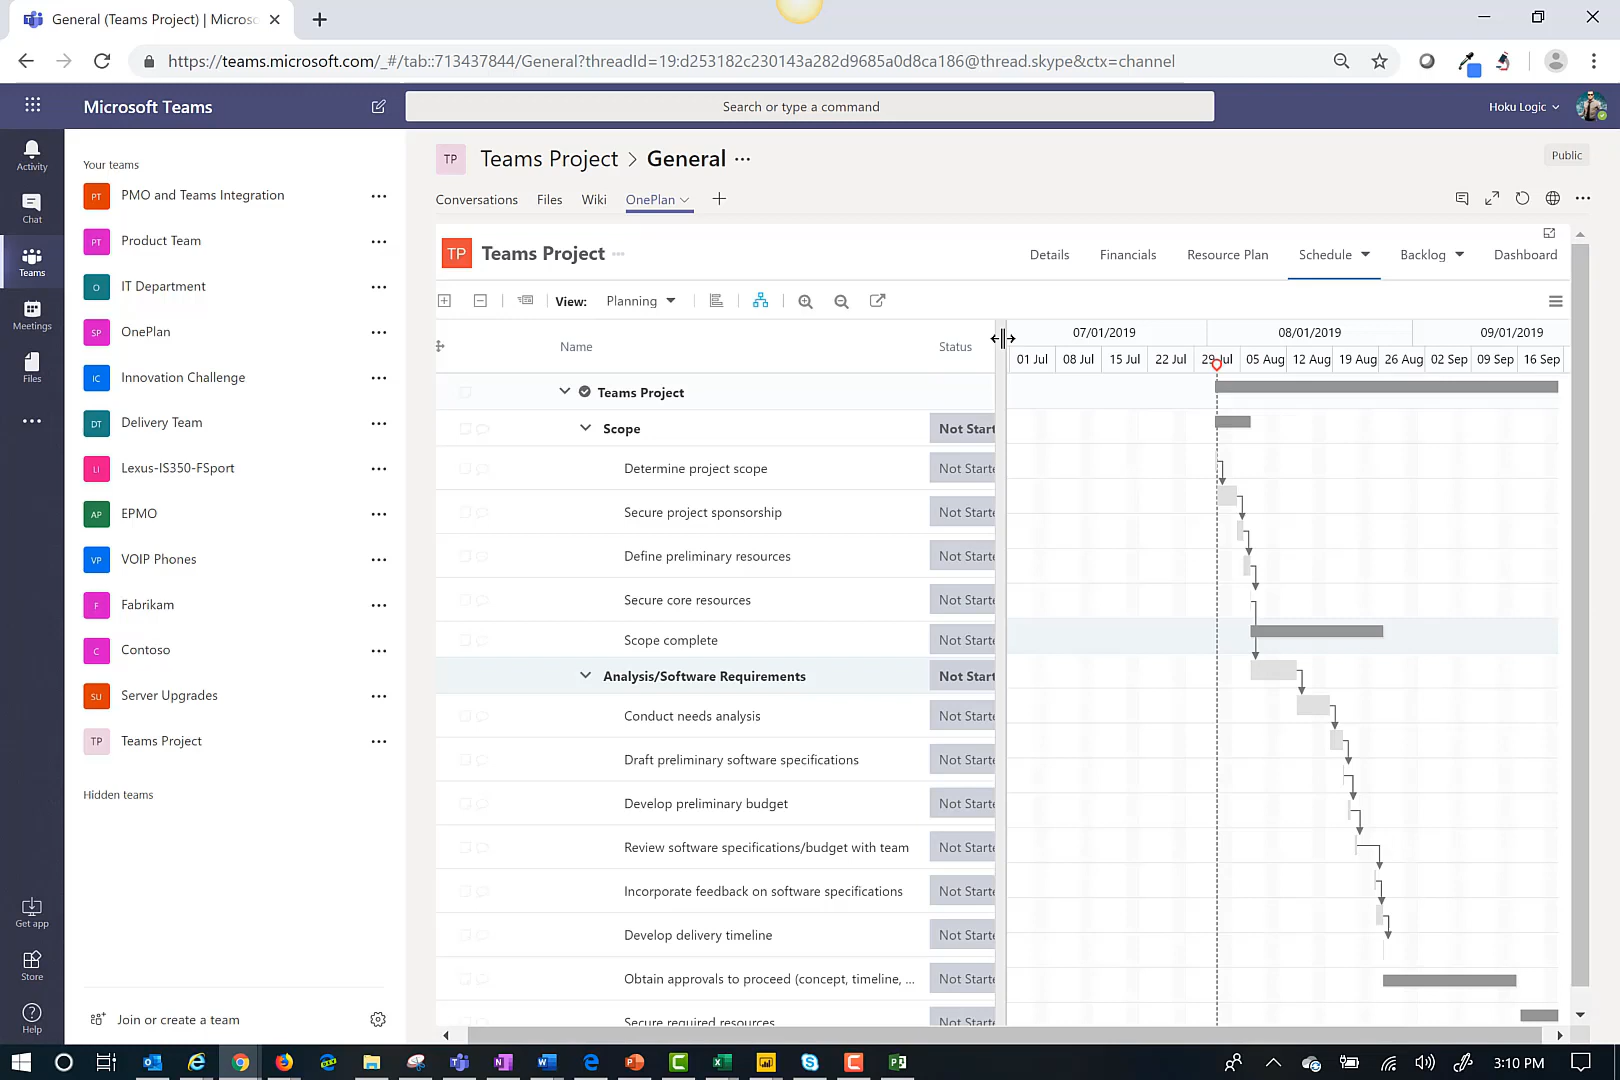 General (Teams Project) | Microso
https://teams.microsoft.com/_#/tab::713437844/General?threadId=19:d253182c230143a282d9685a0d8ca186@thread.skype&ctx=channel
Microsoft Teams
Search or type a command
Hoku Logic
Activity
Chat
Teams
Meetings
Files
Get app
Store
Help
Your teams
PT PMO and Teams Integration
PT Product Team
O IT Department
SP OnePlan
IC Innovation Challenge
DT Delivery Team
LI Lexus-IS350-FSport
AP EPMO
VP VOIP Phones
F Fabrikam
C Contoso
SU Server Upgrades
TP Teams Project
Hidden teams
Join or create a team
TP Teams Project > General ...
Public
Conversations Files Wiki OnePlan
TP Teams Project
Details Financials Resource Plan Schedule Backlog Dashboard
View: Planning
Name Status
07/01/2019 08/01/2019 09/01/2019
01 Jul 08 Jul 15 Jul 22 Jul 29 Jul 05 Aug 12 Aug 19 Aug 26 Aug 02 Sep 09 Sep 16 Sep
Teams Project
Scope Not Start
Determine project scope Not Starte
Secure project sponsorship Not Starte
Define preliminary resources Not Starte
Secure core resources Not Starte
Scope complete Not Starte
Analysis/Software Requirements Not Start
Conduct needs analysis Not Starte
Draft preliminary software specifications Not Starte
Develop preliminary budget Not Starte
Review software specifications/budget with team Not Starte
Incorporate feedback on software specifications Not Starte
Develop delivery timeline Not Starte
Obtain approvals to proceed (concept, timeline, ... Not Starte
Secure required resources Not Starte
3:10 PM